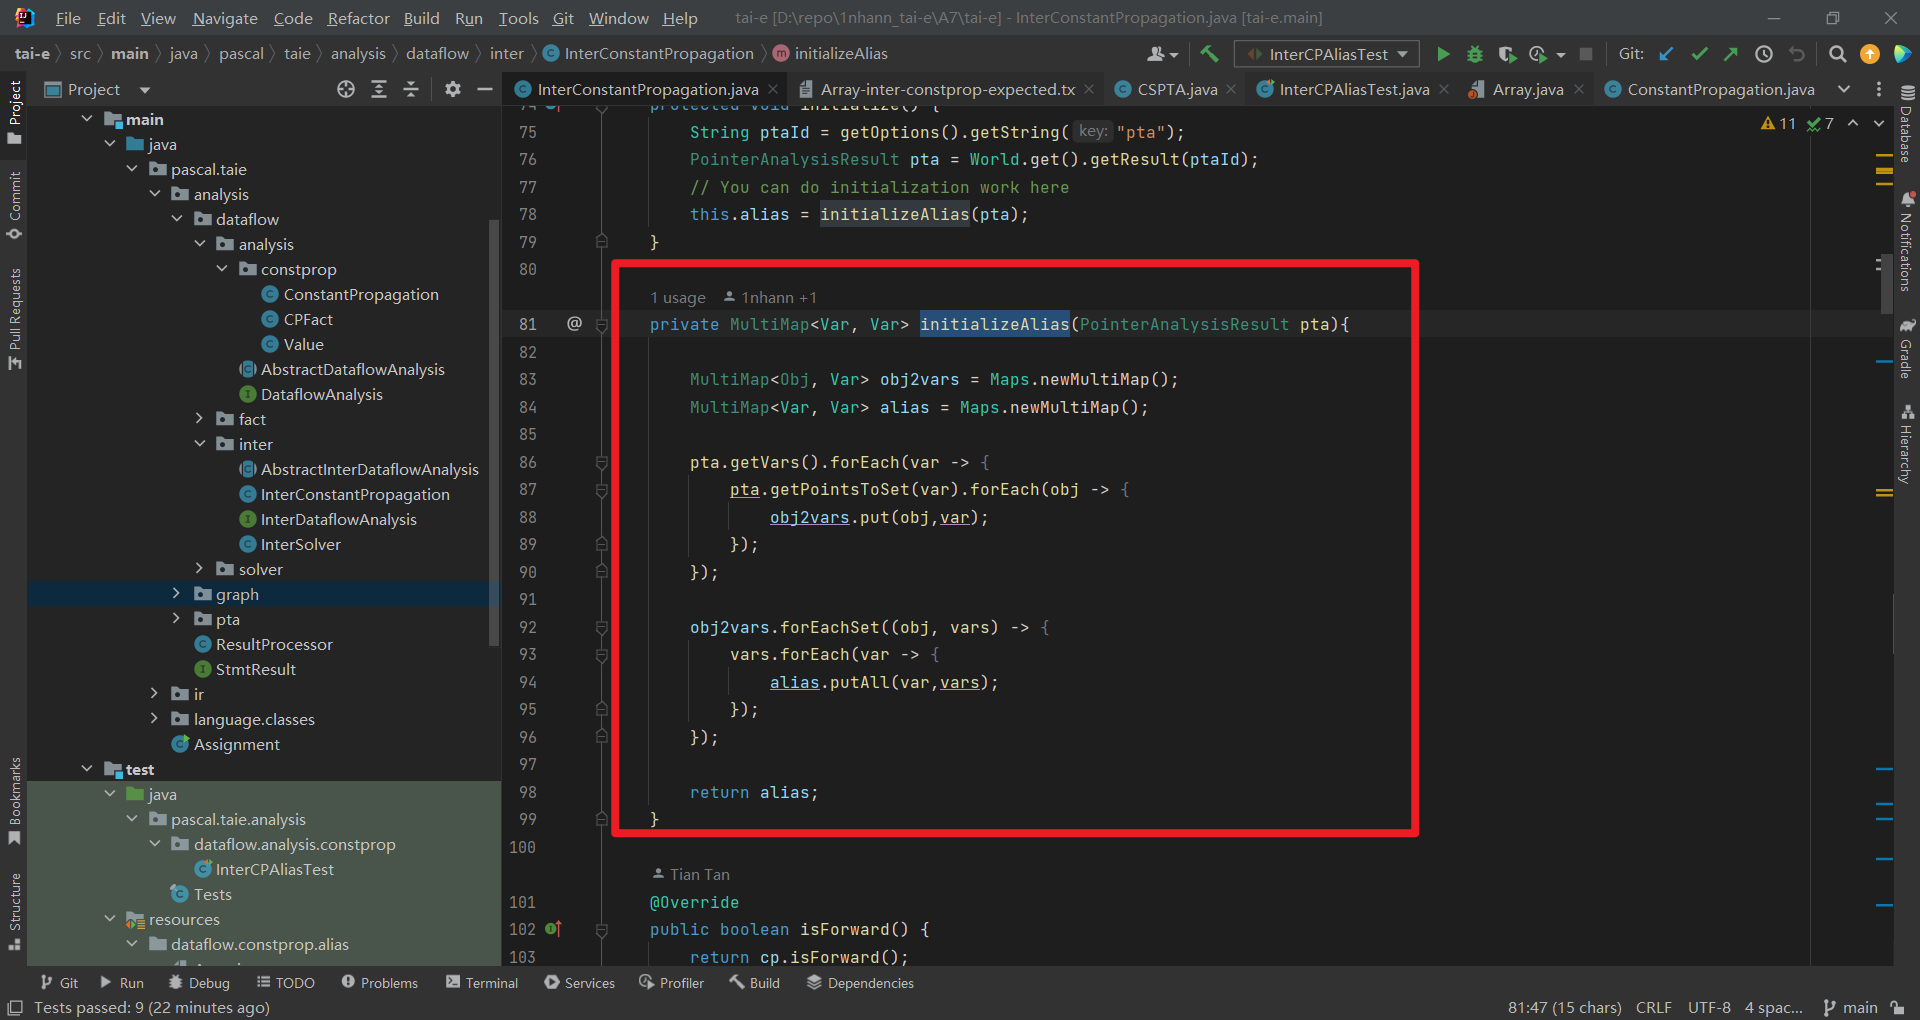 File Edit View Navigate Code Refactor Build Run Tools Git Window Help tai-e [D:\repo\1nhann_tai-e\A7\tai-e] - InterConstantPropagation.java [tai-e.main]
tai-e src main java pascal taie analysis dataflow inter InterConstantPropagation initializeAlias InterCPAliasTest Git:
Project
InterConstantPropagation.java Array-inter-constprop-expected.tx CSPTA.java InterCPAliasTest.java Array.java ConstantPropagation.java
Project
Commit
Pull Requests
Bookmarks
Structure
main
java
pascal.taie
analysis
dataflow
analysis
constprop
ConstantPropagation
CPFact
Value
AbstractDataflowAnalysis
DataflowAnalysis
fact
inter
AbstractInterDataflowAnalysis
InterConstantPropagation
InterDataflowAnalysis
InterSolver
solver
graph
pta
ResultProcessor
StmtResult
ir
language.classes
Assignment
test
java
pascal.taie.analysis
dataflow.analysis.constprop
InterCPAliasTest
Tests
resources
dataflow.constprop.alias
11 7
74 protected void initialize() {
75 String ptaId = getOptions().getString( key: "pta");
76 PointerAnalysisResult pta = World.get().getResult(ptaId);
77 // You can do initialization work here
78 this.alias = initializeAlias(pta);
79 }
80
1 usage 1nhann +1
81 @ private MultiMap<Var, Var> initializeAlias(PointerAnalysisResult pta){
82
83 MultiMap<Obj, Var> obj2vars = Maps.newMultiMap();
84 MultiMap<Var, Var> alias = Maps.newMultiMap();
85
86 pta.getVars().forEach(var -> {
87 pta.getPointsToSet(var).forEach(obj -> {
88 obj2vars.put(obj,var);
89 });
90 });
91
92 obj2vars.forEachSet((obj, vars) -> {
93 vars.forEach(var -> {
94 alias.putAll(var,vars);
95 });
96 });
97
98 return alias;
99 }
100
Tian Tan
101 @Override
102 public boolean isForward() {
103 return cp.isForward();
Database
Notifications
Gradle
Hierarchy
Git Run Debug TODO Problems Terminal Services Profiler Build Dependencies
Tests passed: 9 (22 minutes ago) 81:47 (15 chars) CRLF UTF-8 4 spac... main